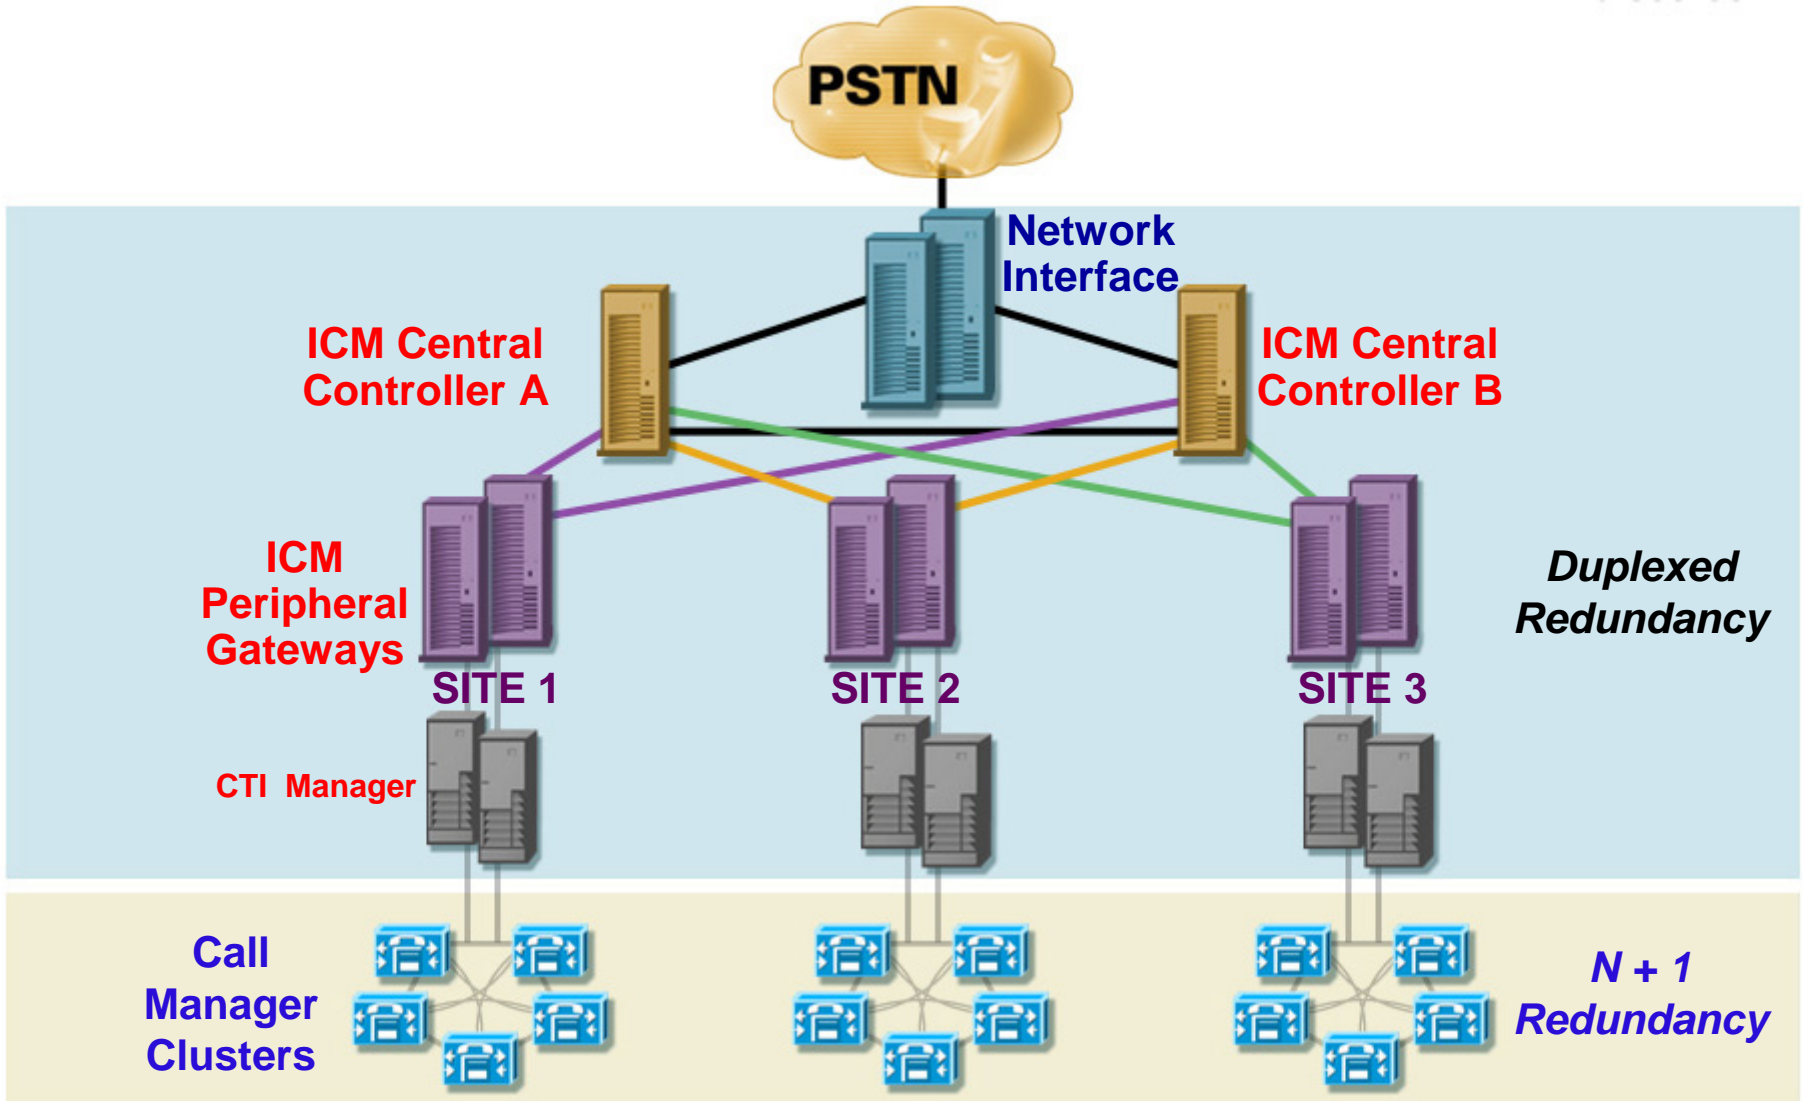 PSTN
Network
Interface
ICM Central
Controller A
ICM Central
Controller B
ICM
Peripheral
Gateways
Duplexed
Redundancy
SITE 1
SITE 2
SITE 3
CTI Manager
Call
Manager
Clusters
N + 1
Redundancy